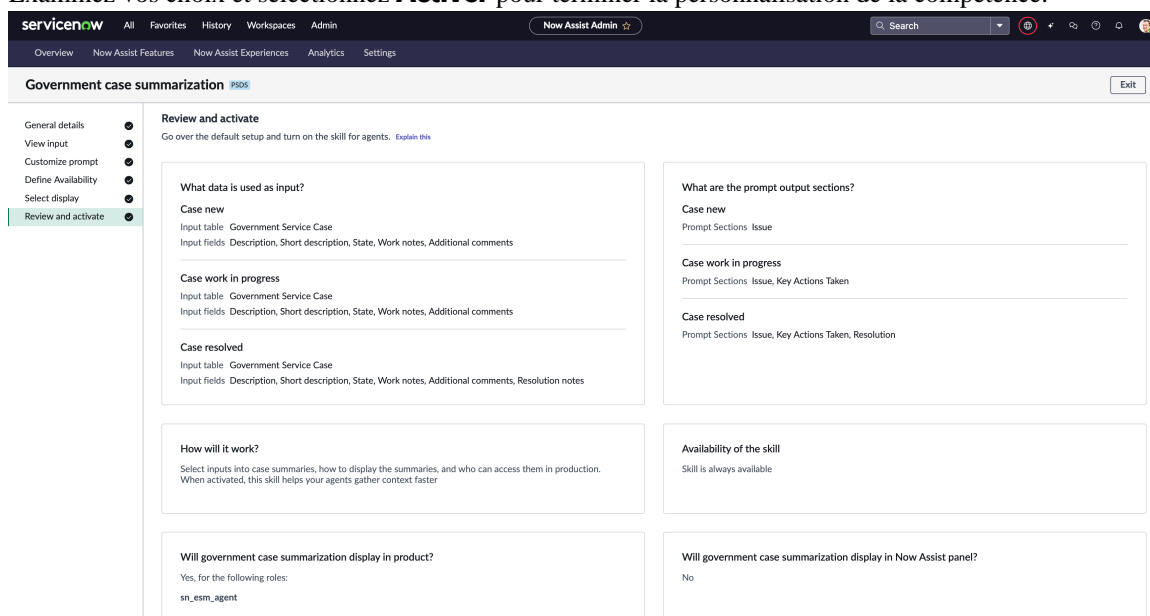 Examinez vos choix et sélectionnez Activer pour terminer la personnalisation de la compétence.
servicenow All Favorites History Workspaces Admin Now Assist Admin Search
Overview Now Assist Features Now Assist Experiences Analytics Settings
Government case summarization PSDS Exit
General details
View input
Customize prompt
Define Availability
Select display
Review and activate
Review and activate
Go over the default setup and turn on the skill for agents. Explain this
What data is used as input?
Case new
Input table Government Service Case
Input fields Description, Short description, State, Work notes, Additional comments
Case work in progress
Input table Government Service Case
Input fields Description, Short description, State, Work notes, Additional comments
Case resolved
Input table Government Service Case
Input fields Description, Short description, State, Work notes, Additional comments, Resolution notes
What are the prompt output sections?
Case new
Prompt Sections Issue
Case work in progress
Prompt Sections Issue, Key Actions Taken
Case resolved
Prompt Sections Issue, Key Actions Taken, Resolution
How will it work?
Select inputs into case summaries, how to display the summaries, and who can access them in production.
When activated, this skill helps your agents gather context faster
Availability of the skill
Skill is always available
Will government case summarization display in product?
Yes, for the following roles:
sn_esm_agent
Will government case summarization display in Now Assist panel?
No